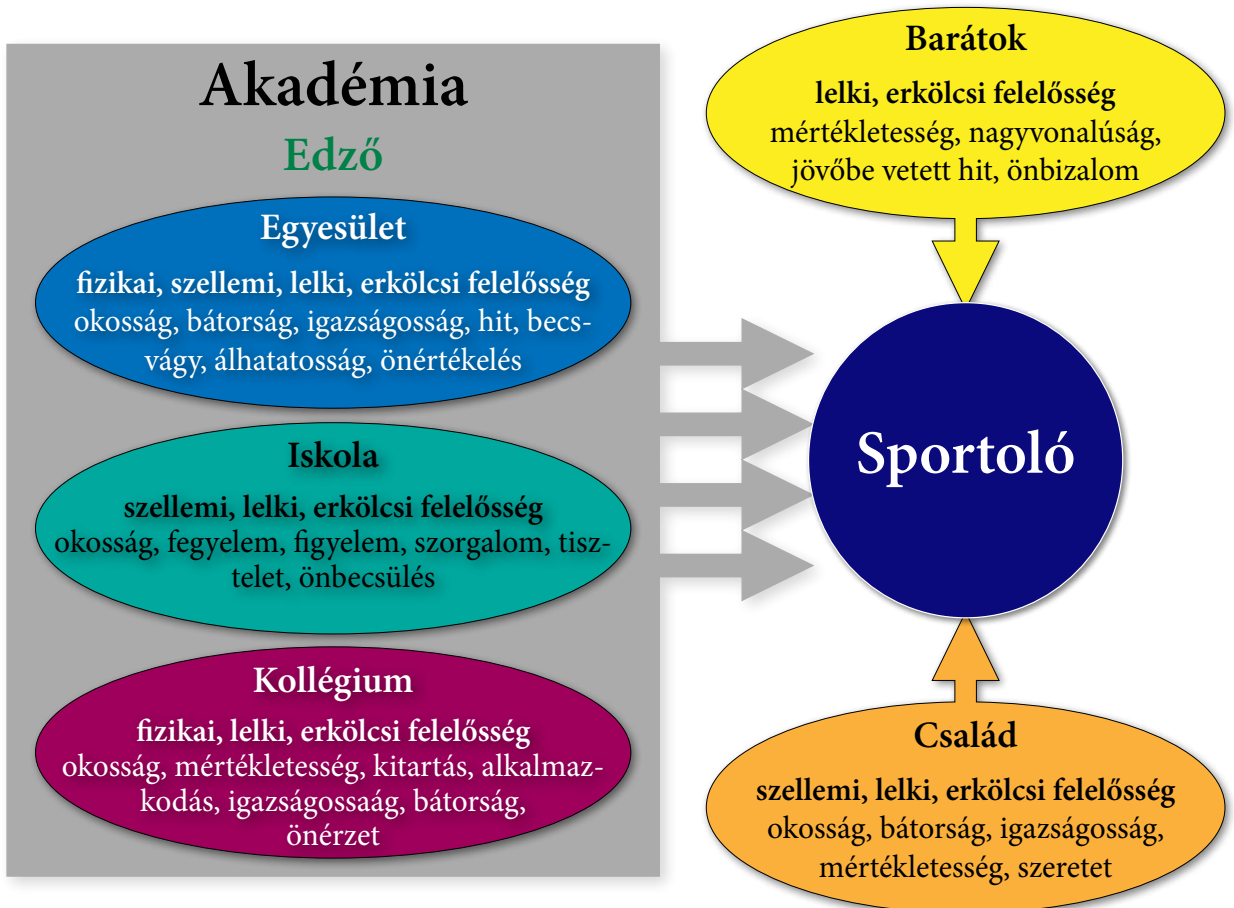 Akadémia
Edző
Egyesület
fizikai, szellemi, lelki, erkölcsi felelősség
okosság, bátorság, igazságosság, hit, becs-
vágy, álhatatosság, önértékelés
Iskola
szellemi, lelki, erkölcsi felelősség
okosság, fegyelem, figyelem, szorgalom, tisz-
telet, önbecsülés
Kollégium
fizikai, lelki, erkölcsi felelősség
okosság, mértékletesség, kitartás, alkalmaz-
kodás, igazságossaág, bátorság,
önérzet
Barátok
lelki, erkölcsi felelősség
mértékletesség, nagyvonalúság,
jövőbe vetett hit, önbizalom
Sportoló
Család
szellemi, lelki, erkölcsi felelősség
okosság, bátorság, igazságosság,
mértékletesség, szeretet